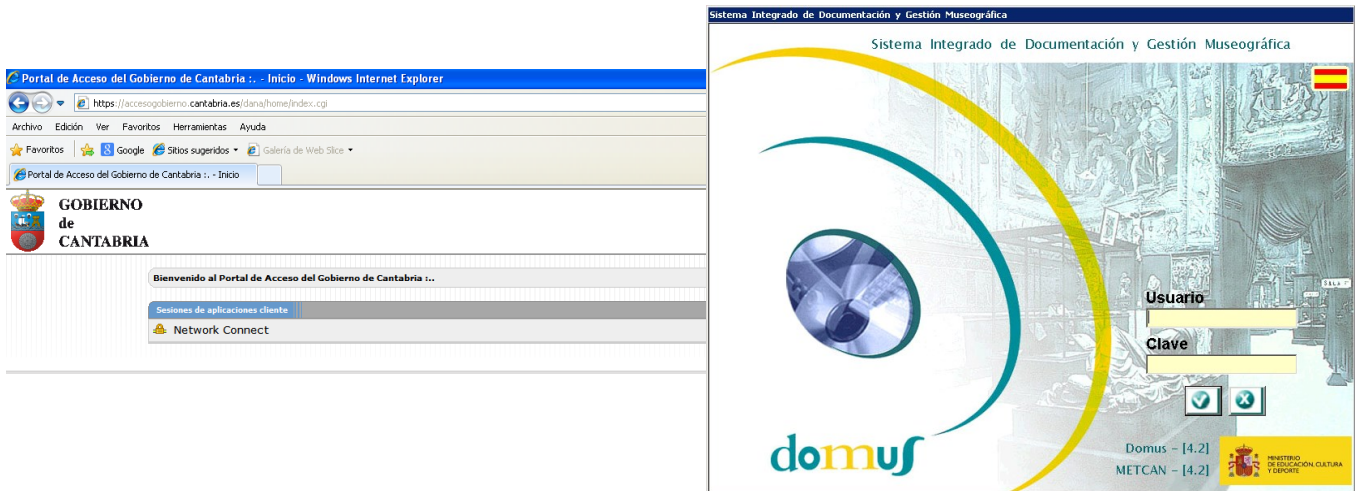 Portal de Acceso del Gobierno de Cantabria :. - Inicio - Windows Internet Explorer
https://accesogobierno.cantabria.es/dana/home/index.cgi
Archivo Edición Ver Favoritos Herramientas Ayuda
Favoritos Google Sitios sugeridos Galería de Web Slice
Portal de Acceso del Gobierno de Cantabria :. - Inicio
GOBIERNO
de
CANTABRIA
Bienvenido al Portal de Acceso del Gobierno de Cantabria :..
Sesiones de aplicaciones cliente
Network Connect
Sistema Integrado de Documentación y Gestión Museográfica
Sistema Integrado de Documentación y Gestión Museográfica
SALA
Usuario
Clave
domus
Domus - [4.2]
METCAN - [4.2]
MINISTERIO
DE EDUCACIÓN, CULTURA
Y DEPORTE